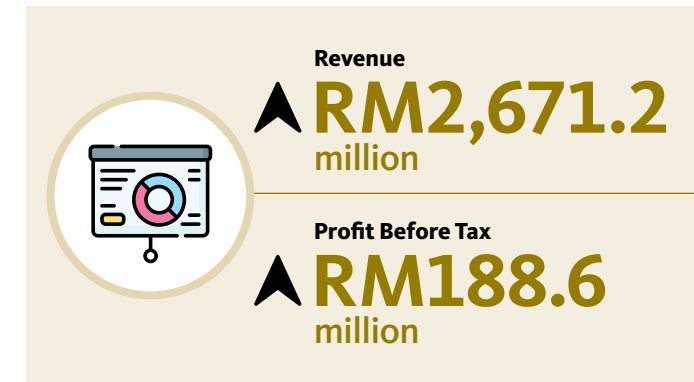 Revenue
RM2,671.2
million
Profit Before Tax
RM188.6
million